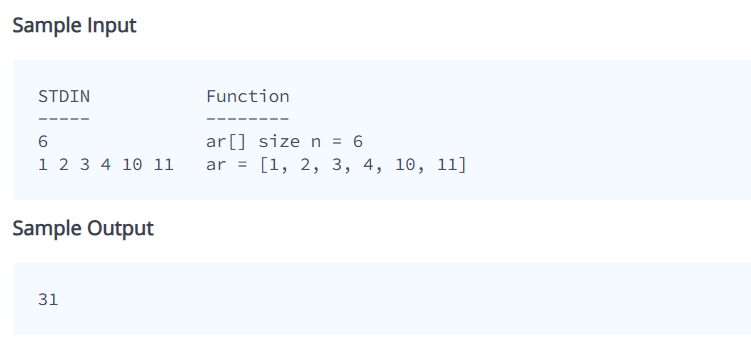 Sample Input
STDIN Function
----- --------
6 ar[] size n = 6
1 2 3 4 10 11 ar = [1, 2, 3, 4, 10, 11]
Sample Output
31